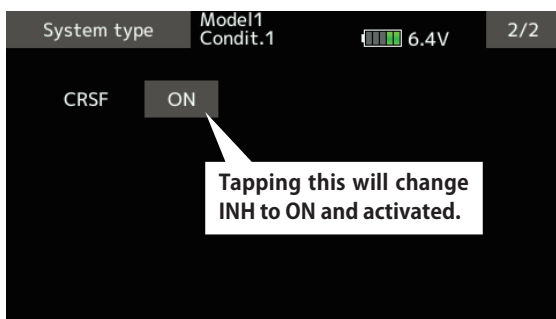 System type
Model1
Condit.1
6.4V
2/2
CRSF
ON
Tapping this will change
INH to ON and activated.